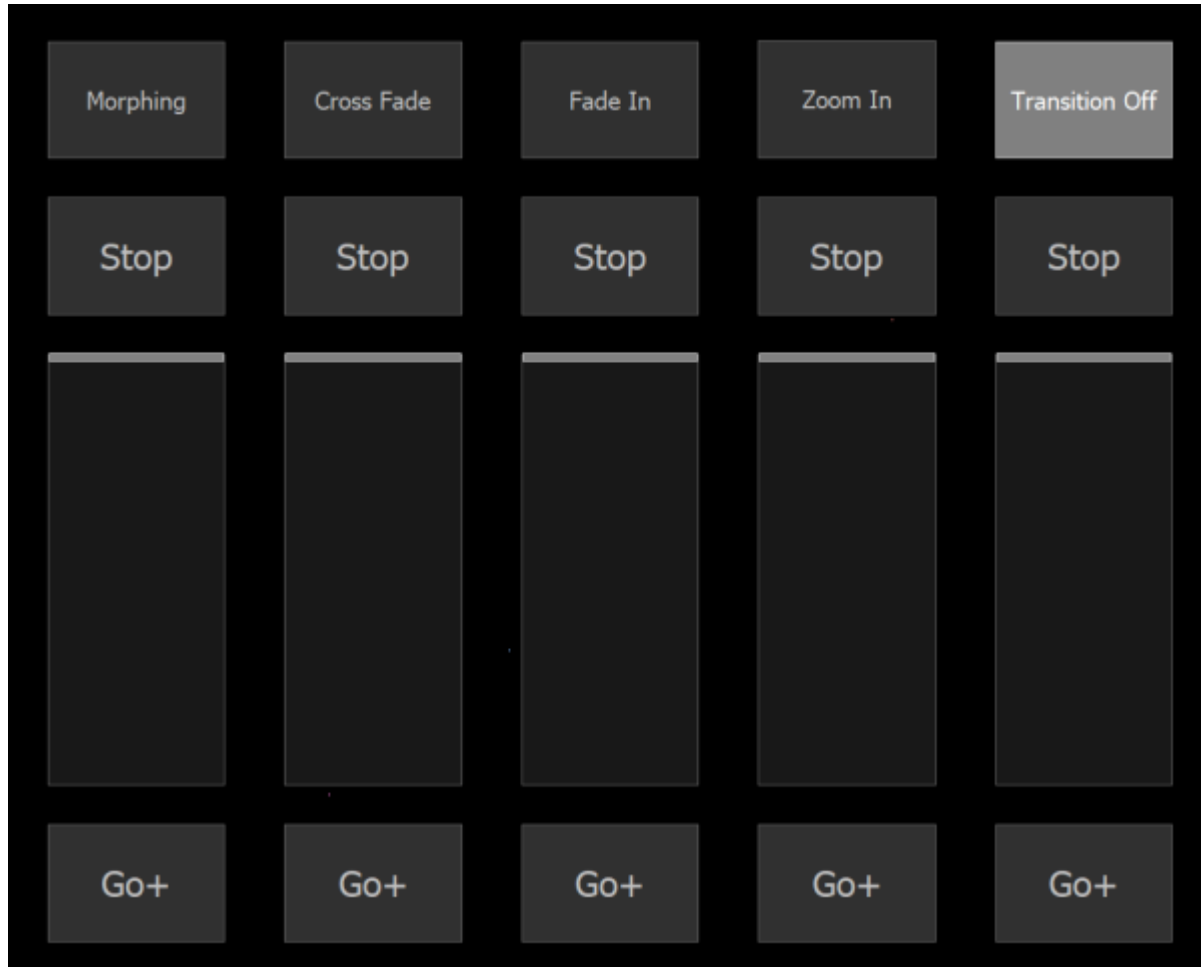 Morphing
Cross Fade
Fade In
Zoom In
Transition Off
Stop
Stop
Stop
Stop
Stop
Go+
Go+
Go+
Go+
Go+